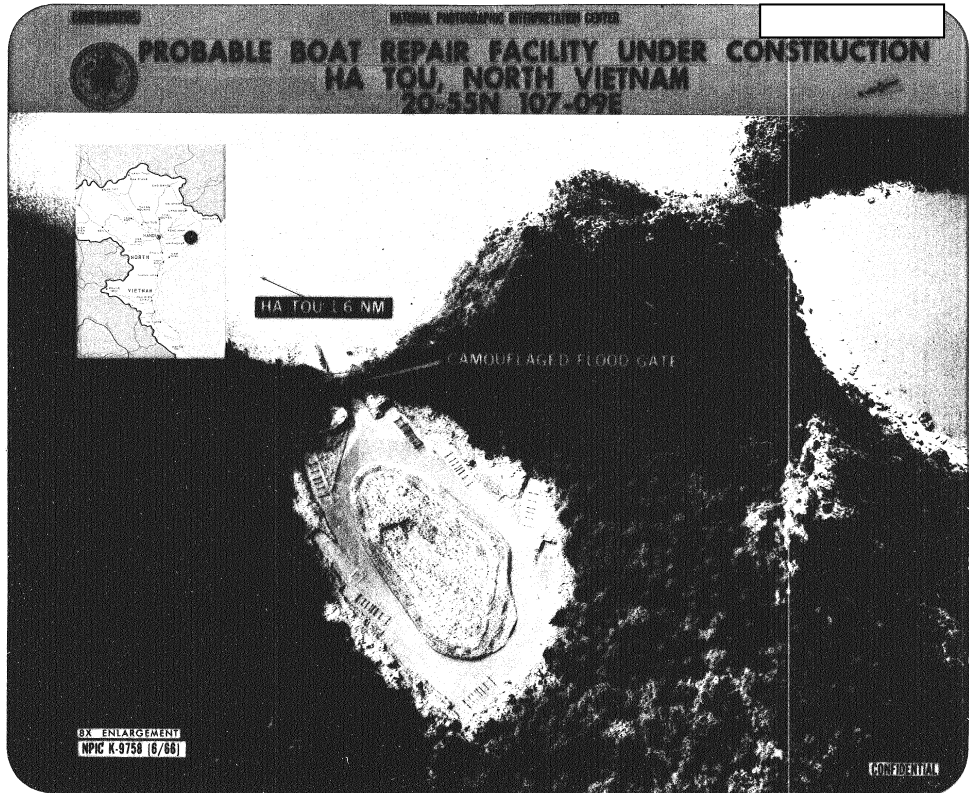 CONFIDENTIAL
NATIONAL PHOTOGRAPHIC INTERPRETATION CENTER
PROBABLE BOAT REPAIR FACILITY UNDER CONSTRUCTION
HA TOU, NORTH VIETNAM
20-55N 107-09E
HANOI
NORTH
VIETNAM
HA TOU 1.6 NM
CAMOUFLAGED FLOOD GATE
8X ENLARGEMENT
NPIC K-9758 (6/66)
CONFIDENTIAL